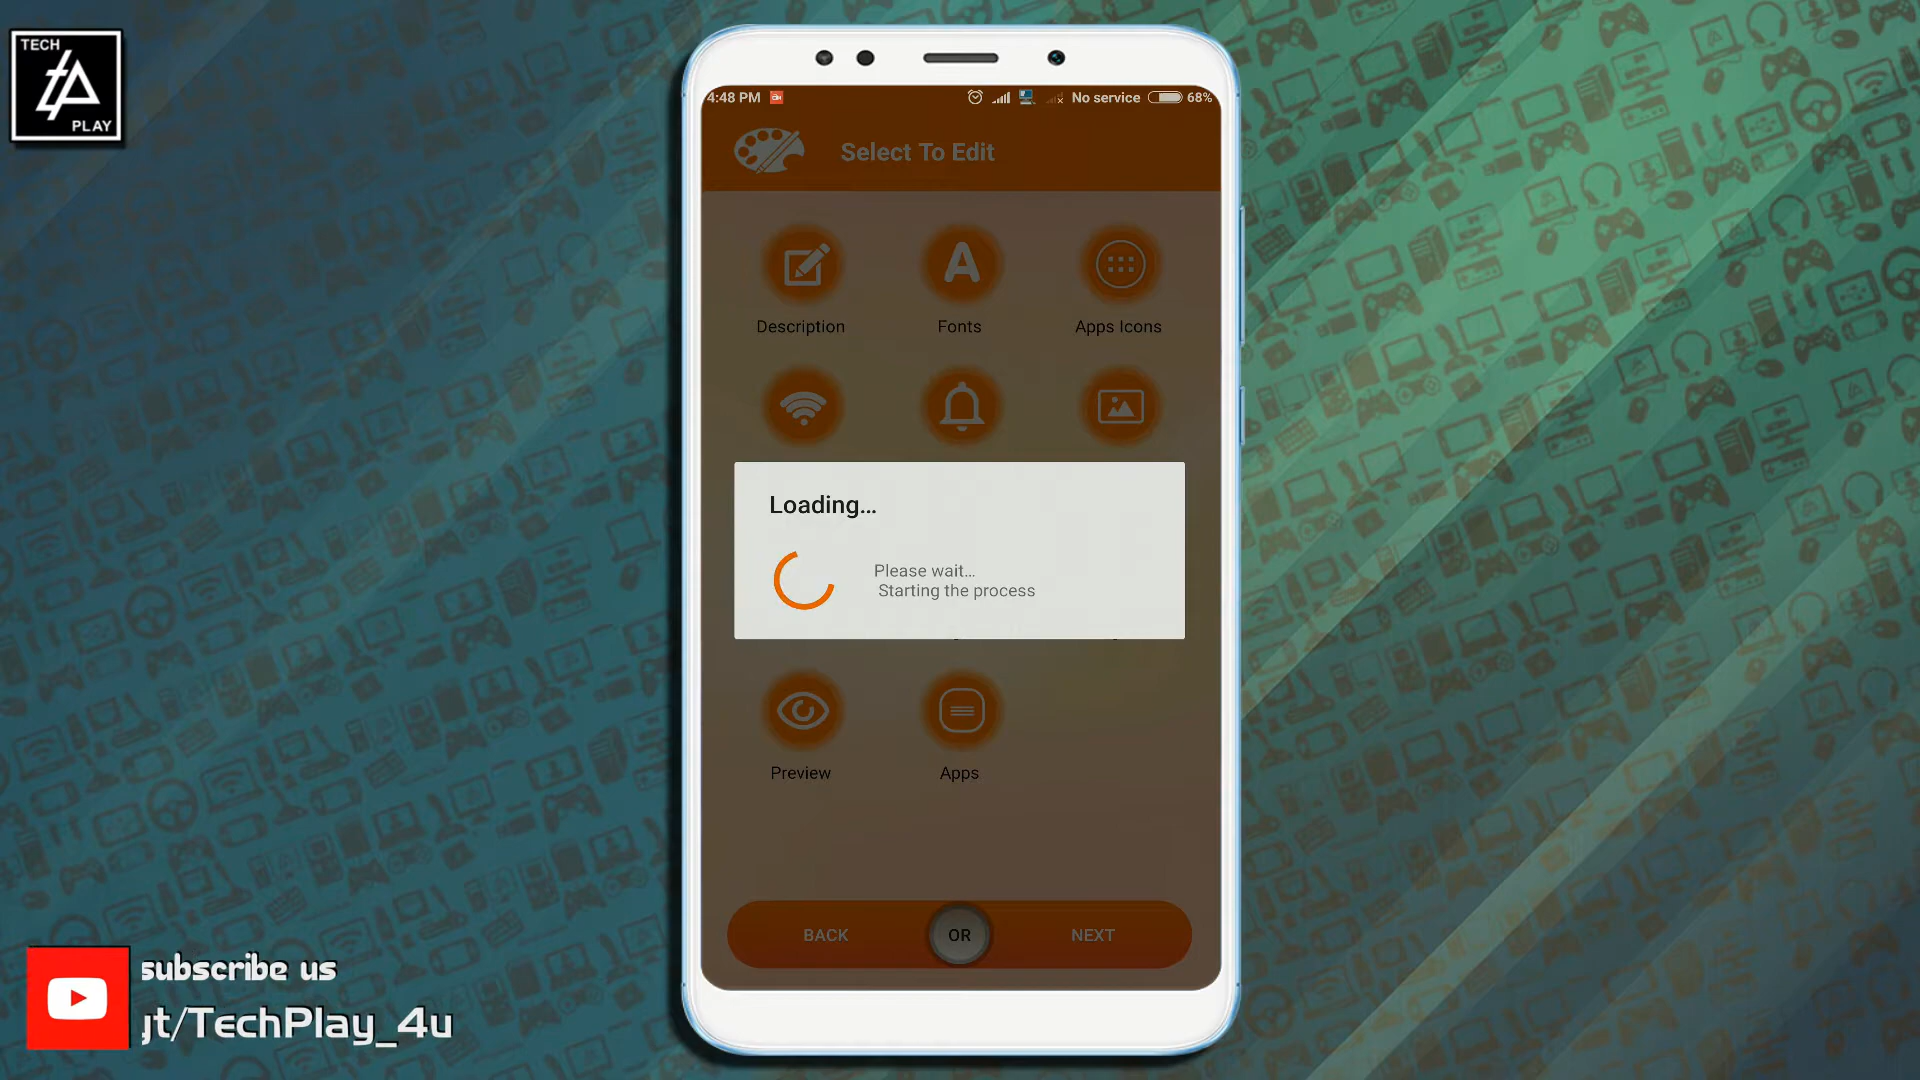 TECH
PLAY
4:48 PM
No service
68%
Select To Edit
Description
Fonts
Apps Icons
Loading...
Please wait...
Starting the process
Preview
Apps
BACK
OR
NEXT
subscribe us
yt/TechPlay_4u